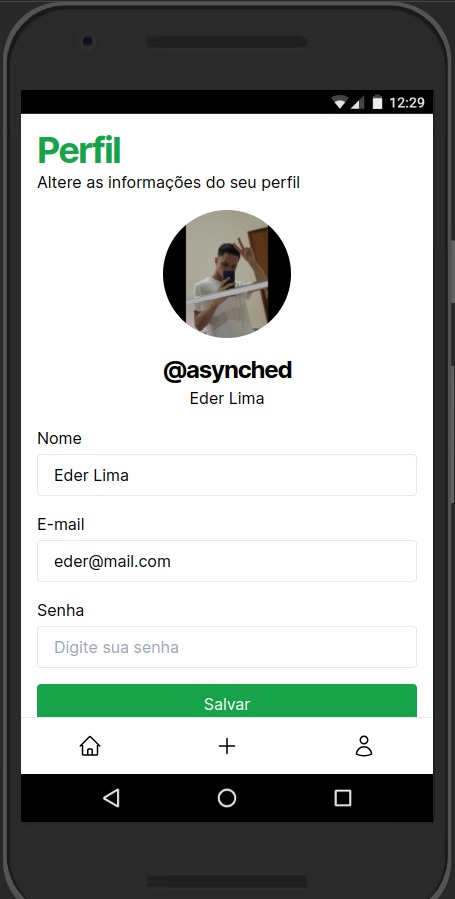 12:29
Perfil
Altere as informações do seu perfil
@asynched
Eder Lima
Nome
Eder Lima
E-mail
eder@mail.com
Senha
Digite sua senha
Salvar